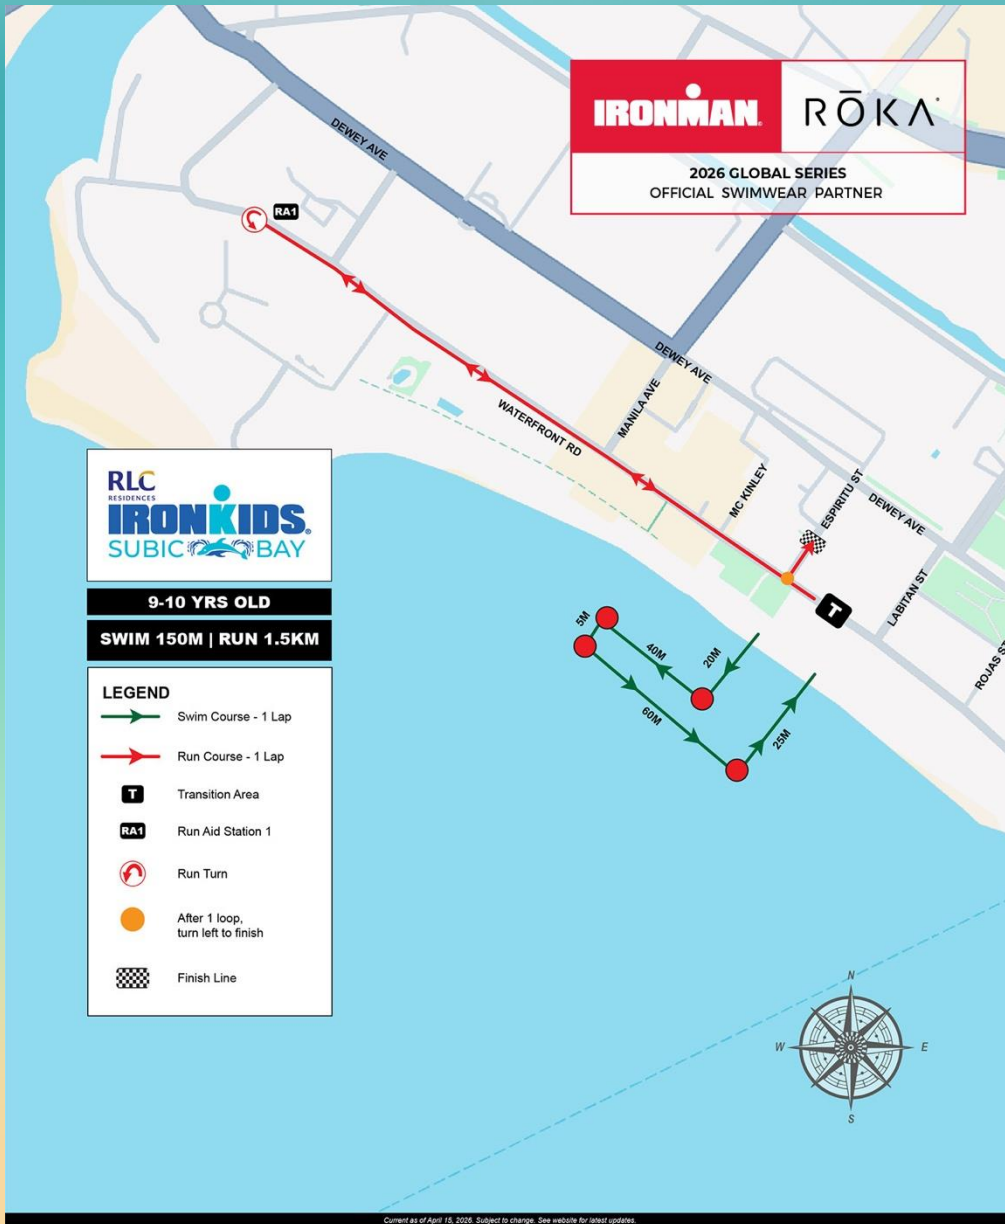 IRONMAN
RŌKA
2026 GLOBAL SERIES
OFFICIAL SWIMWEAR PARTNER
DEWEY AVE
RA1
DEWEY AVE
MANILA AVE
WATERFRONT RD
MC KINLEY
ESPIRITU ST
DEWEY AVE
LABITAN ST
ROJAS ST
T
5M
40M
20M
60M
25M
RLC
RESIDENCES
IRONKIDS
SUBIC BAY
9-10 YRS OLD
SWIM 150M | RUN 1.5KM
LEGEND
Swim Course - 1 Lap
Run Course - 1 Lap
T Transition Area
RA1 Run Aid Station 1
Run Turn
After 1 loop,
turn left to finish
Finish Line
N
W E
S
Current as of April 15, 2026. Subject to change. See website for latest updates.